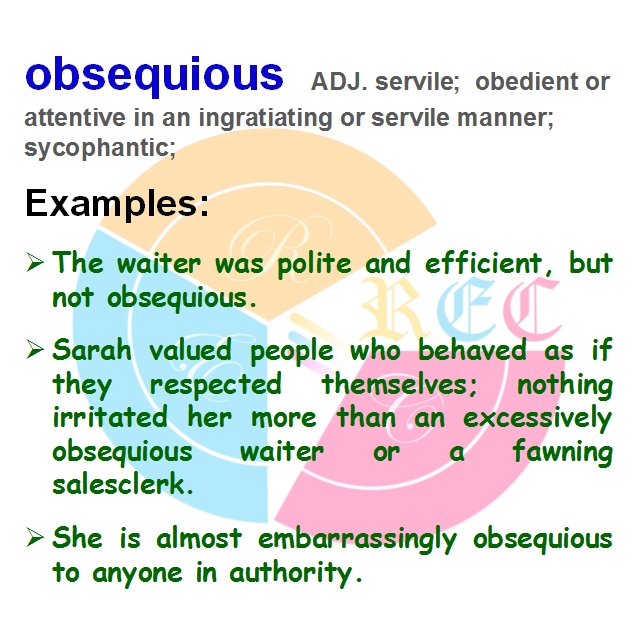 obsequious ADJ. servile; obedient or
attentive in an ingratiating or servile manner;
sycophantic;
Examples:
➢ The waiter was polite and efficient, but
not obsequious.
➢ Sarah valued people who behaved as if
they respected themselves; nothing
irritated her more than an excessively
obsequious waiter or a fawning
salesclerk.
➢ She is almost embarrassingly obsequious
to anyone in authority.
R
REC
E
C